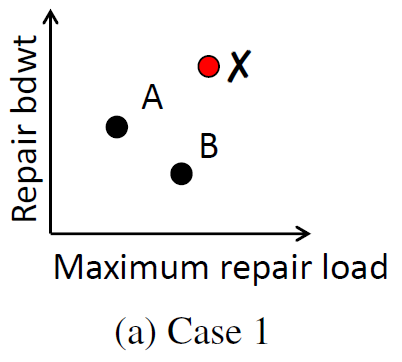 Repair bdwt
A
B
✗
Maximum repair load
(a) Case 1